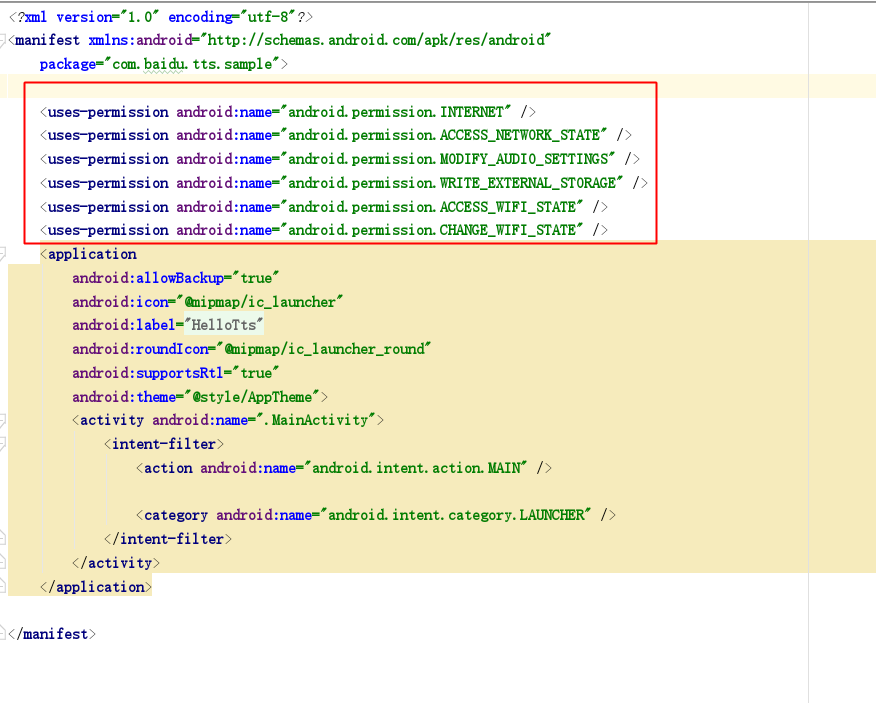 <?xml version="1.0" encoding="utf-8"?>
<manifest xmlns:android="http://schemas.android.com/apk/res/android"
    package="com.baidu.tts.sample">

    <uses-permission android:name="android.permission.INTERNET" />
    <uses-permission android:name="android.permission.ACCESS_NETWORK_STATE" />
    <uses-permission android:name="android.permission.MODIFY_AUDIO_SETTINGS" />
    <uses-permission android:name="android.permission.WRITE_EXTERNAL_STORAGE" />
    <uses-permission android:name="android.permission.ACCESS_WIFI_STATE" />
    <uses-permission android:name="android.permission.CHANGE_WIFI_STATE" />
    <application
        android:allowBackup="true"
        android:icon="@mipmap/ic_launcher"
        android:label="HelloTts"
        android:roundIcon="@mipmap/ic_launcher_round"
        android:supportsRtl="true"
        android:theme="@style/AppTheme">
        <activity android:name=".MainActivity">
            <intent-filter>
                <action android:name="android.intent.action.MAIN" />

                <category android:name="android.intent.category.LAUNCHER" />
            </intent-filter>
        </activity>
    </application>

</manifest>